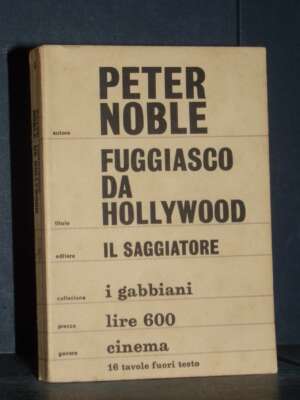 PETER
autore NOBLE
FUGGIASCO
DA
titolo HOLLYWOOD
editore IL SAGGIATORE
collezione i gabbiani
prezzo lire 600
genere cinema
16 tavole fuori testo